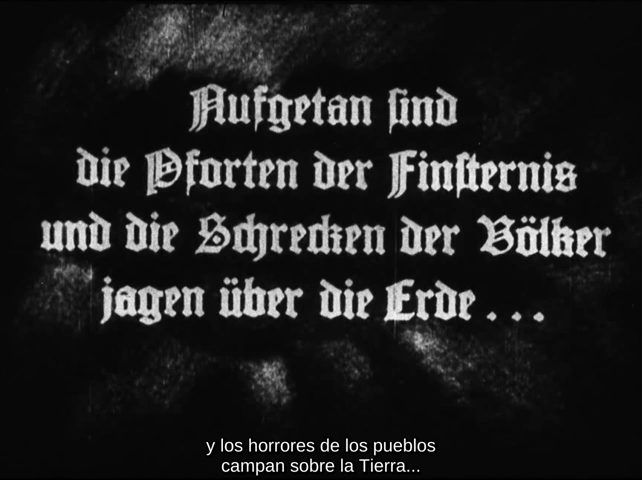 Aufgetan sind
die Pforten der Finsternis
und die Schrecken der Völker
jagen über die Erde...
y los horrores de los pueblos
campan sobre la Tierra...